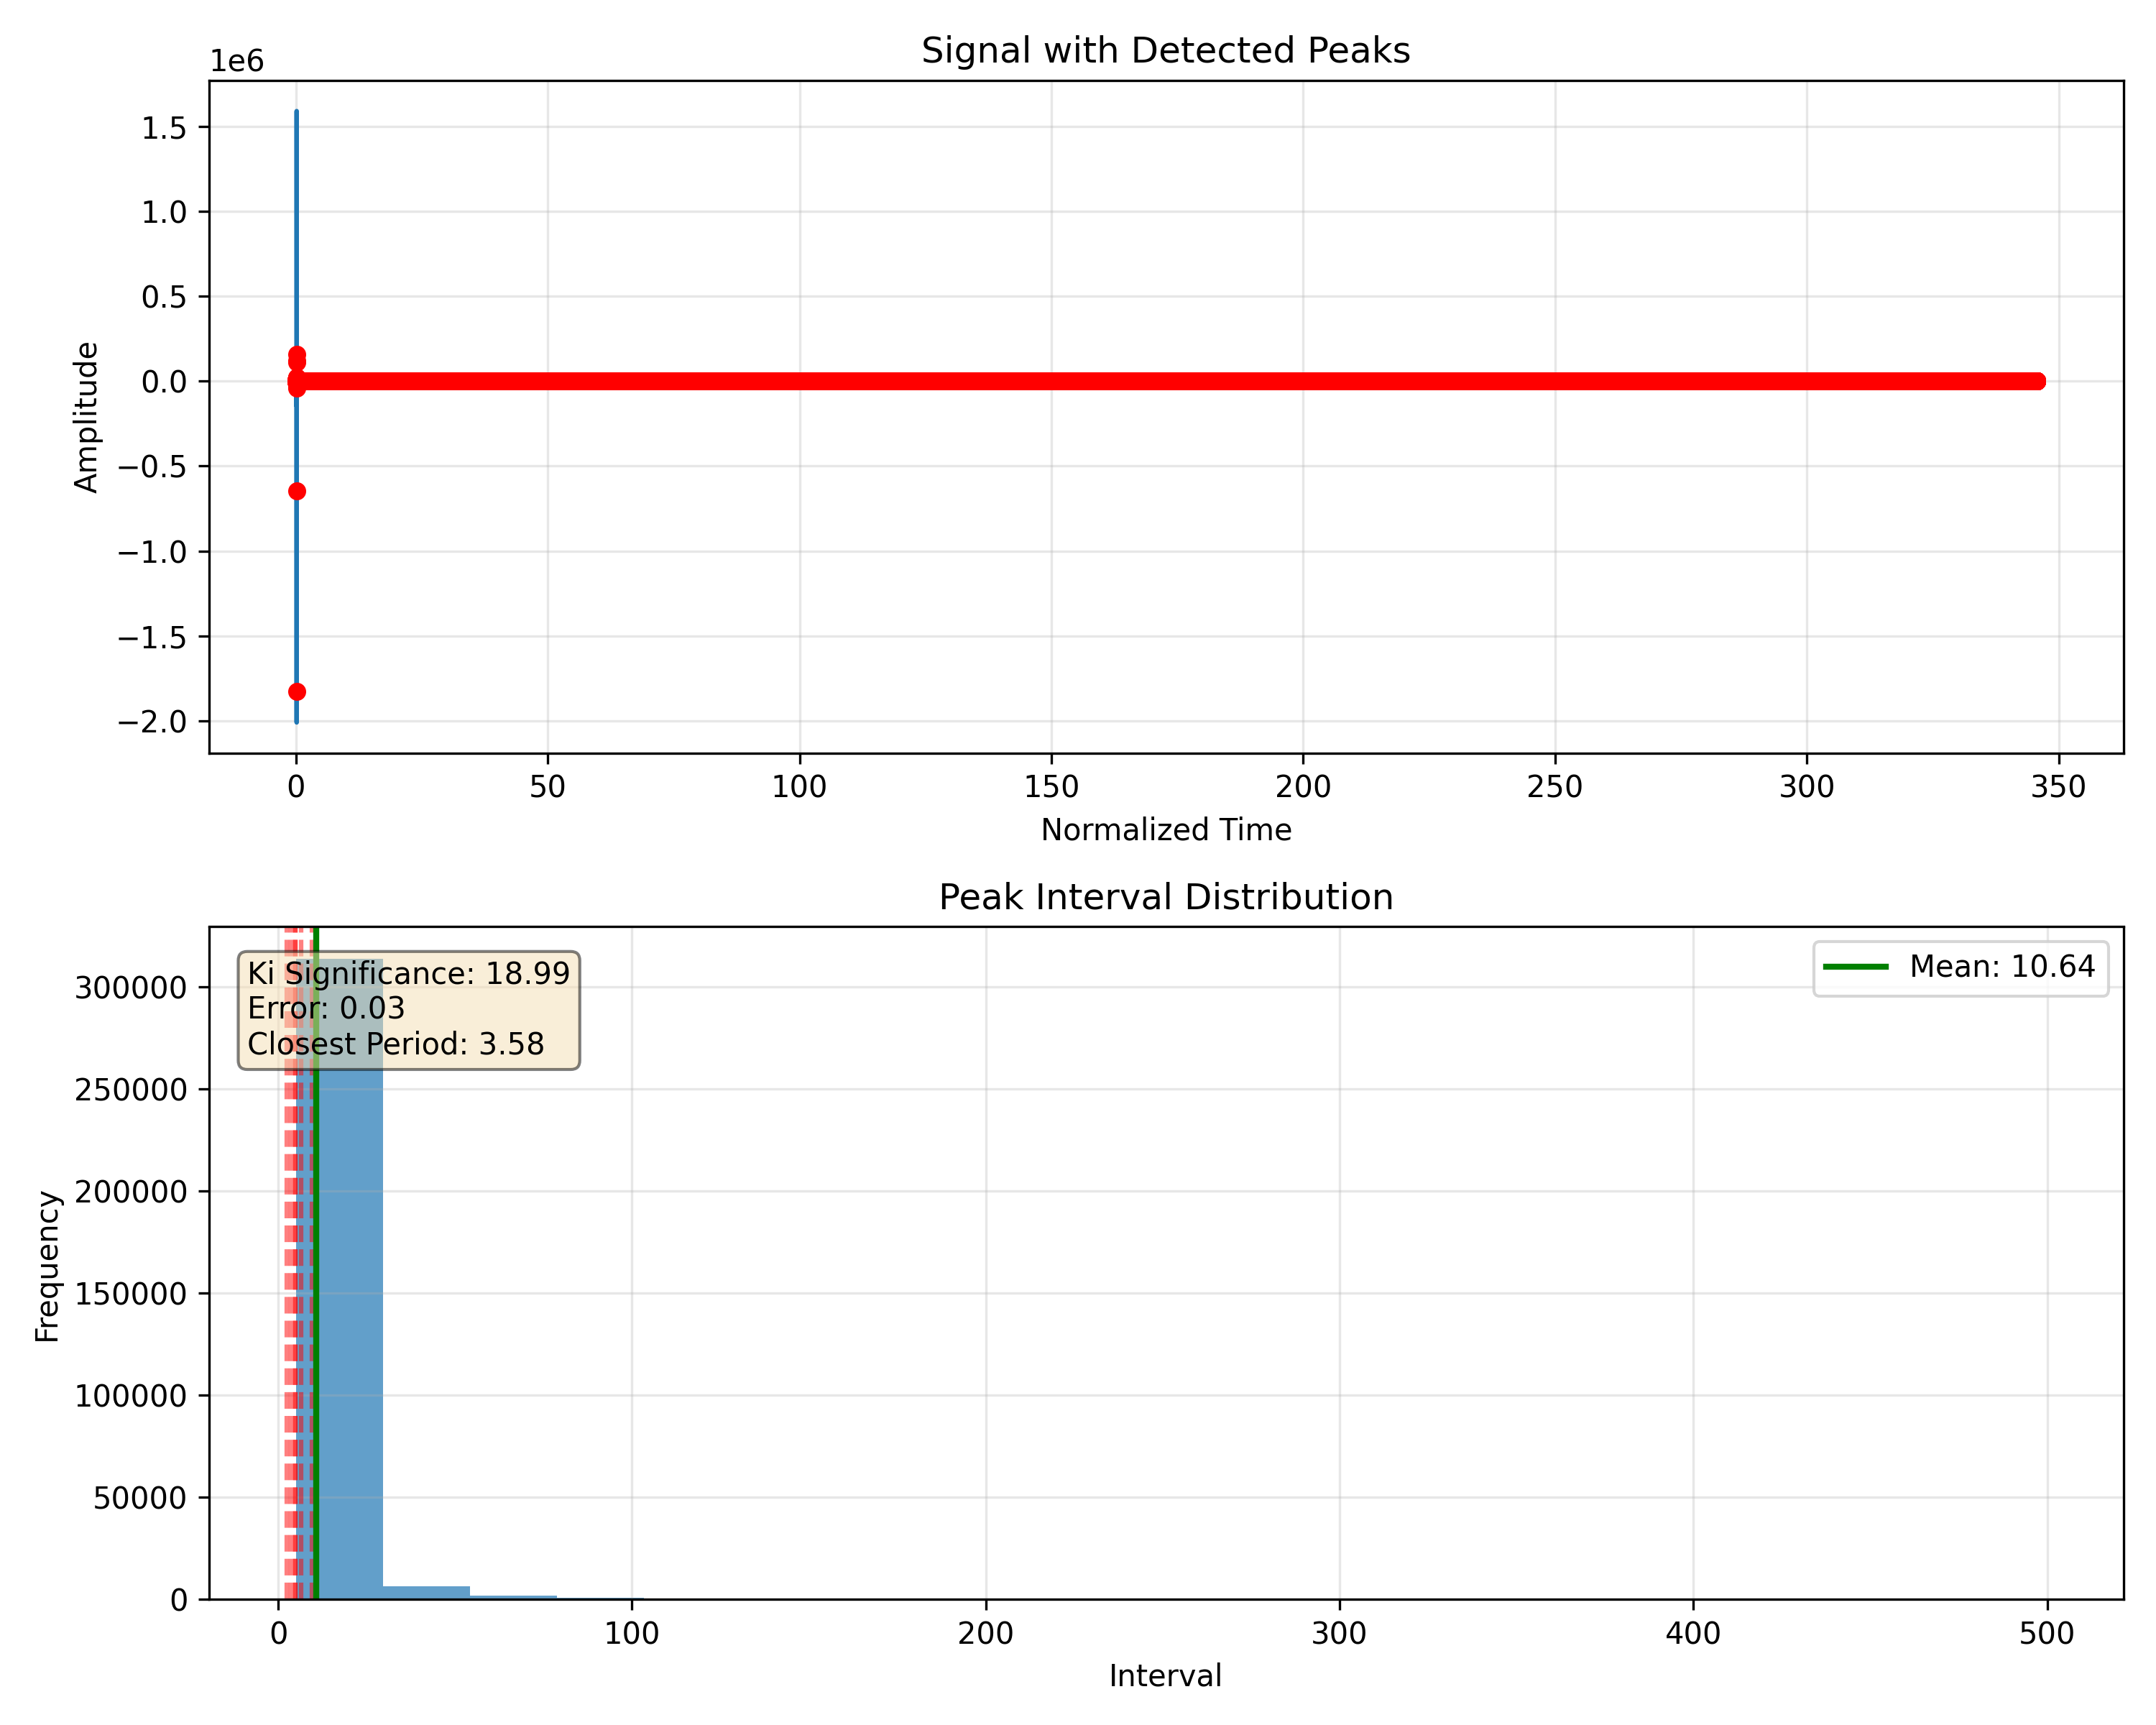 Signal with Detected Peaks
1e6
1.5
1.0
0.5
0.0
−0.5
−1.0
−1.5
−2.0
Amplitude
0 50 100 150 200 250 300 350
Normalized Time
Peak Interval Distribution
Ki Significance: 18.99
Error: 0.03
Closest Period: 3.58
Mean: 10.64
300000
250000
200000
150000
100000
50000
0
Frequency
0 100 200 300 400 500
Interval